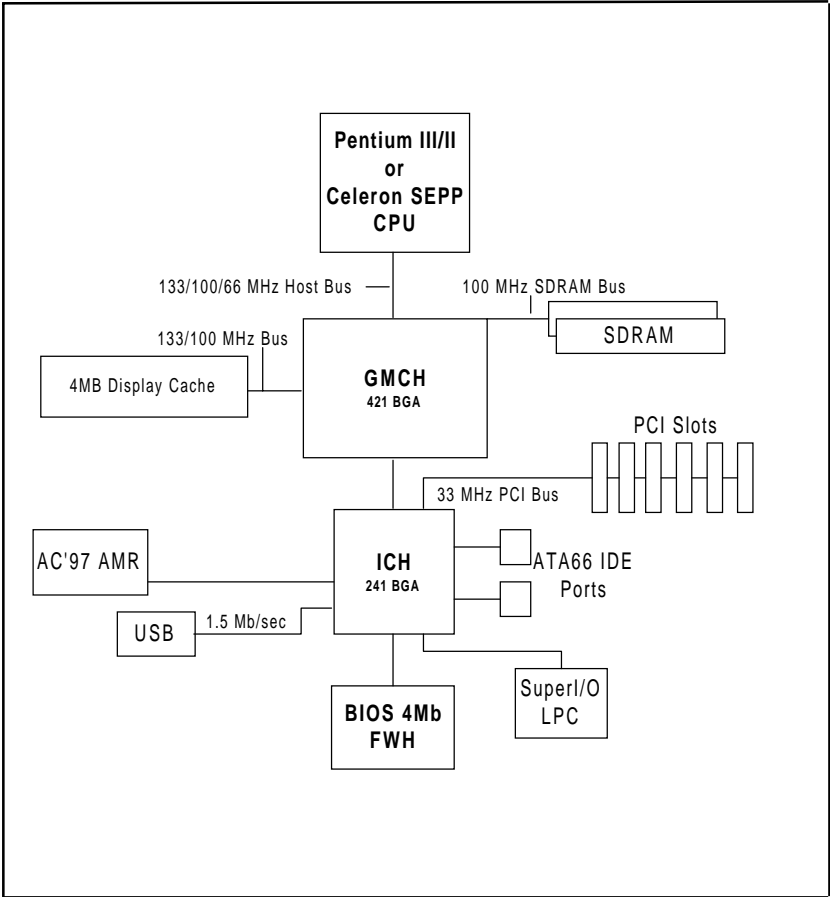 Pentium III/II
or
Celeron SEPP
CPU
133/100/66 MHz Host Bus
100 MHz SDRAM Bus
SDRAM
133/100 MHz Bus
4MB Display Cache
GMCH
421 BGA
PCI Slots
33 MHz PCI Bus
AC'97 AMR
ICH
241 BGA
ATA66 IDE
Ports
USB
1.5 Mb/sec
SuperI/O
LPC
BIOS 4Mb
FWH